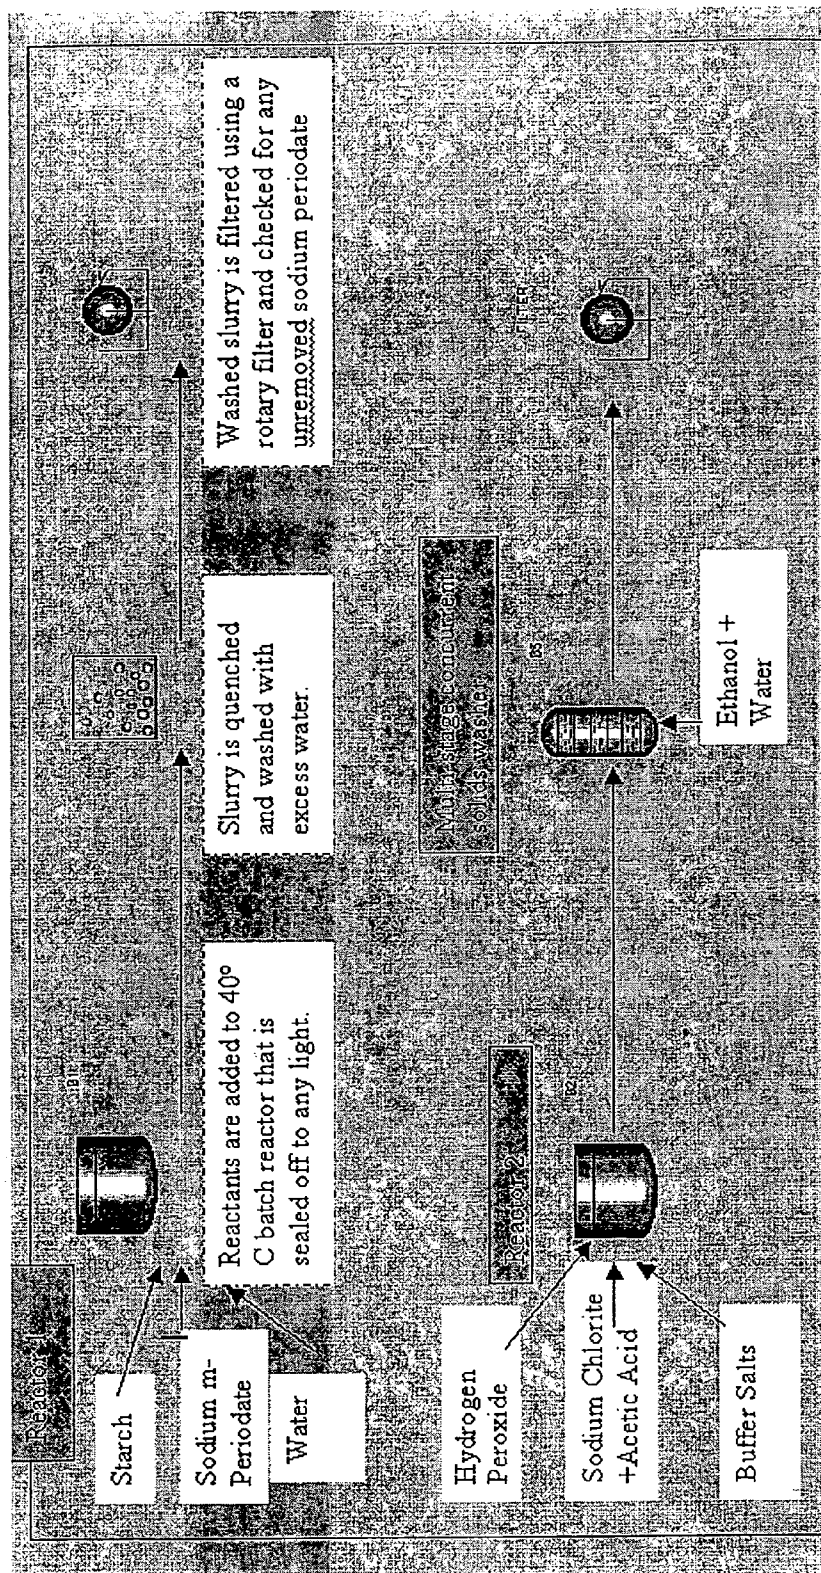 Reactor 1
Starch
Sodium m-
Periodate
Water
Reactants are added to 40°
C batch reactor that is
sealed off to any light.
Slurry is quenched
and washed with
excess water.
Washed slurry is filtered using a
rotary filter and checked for any
unremoved sodium periodate
Reactor 2
Hydrogen
Peroxide
Sodium Chlorite
+Acetic Acid
Buffer Salts
Multi-stage concurrent
solids washer
Ethanol +
Water
FILTER